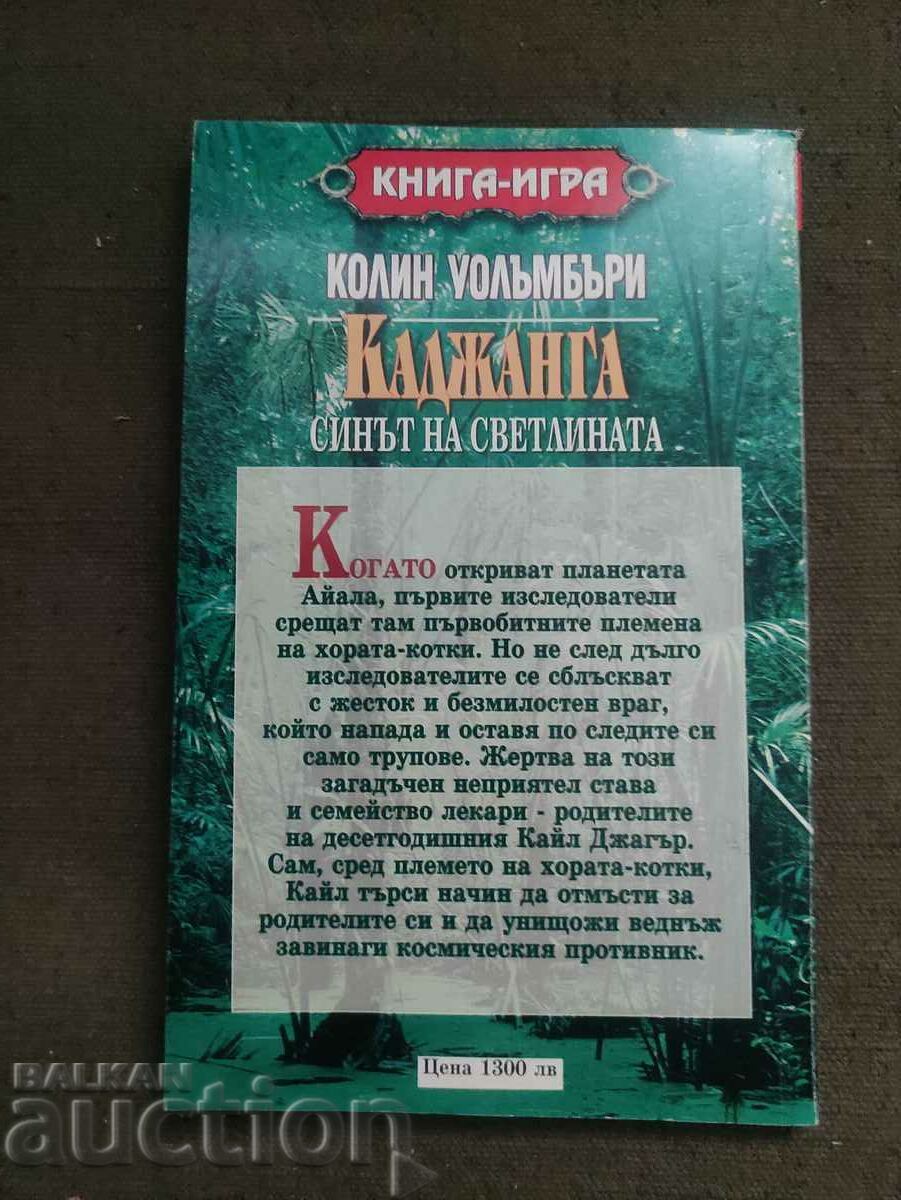 КНИГА-ИГРА
КОЛИН УОЛЪМБЪРИ
КАДЖАНГА
СИНЪТ НА СВЕТЛИНАТА
КОГАТО откриват планетата
Айала, първите изследователи
срещат там първобитните племена
на хората-котки. Но не след дълго
изследователите се сблъскват
с жесток и безмилостен враг,
който напада и оставя по следите си
само трупове. Жертва на този
загадъчен неприятел става
и семейство лекари - родителите
на десетгодишния Кайл Джагър.
Сам, сред племето на хората-котки,
Кайл търси начин да отмъсти за
родителите си и да унищожи веднъж
завинаги космическия противник.
Цена 1300 лв
BALKAN
auction